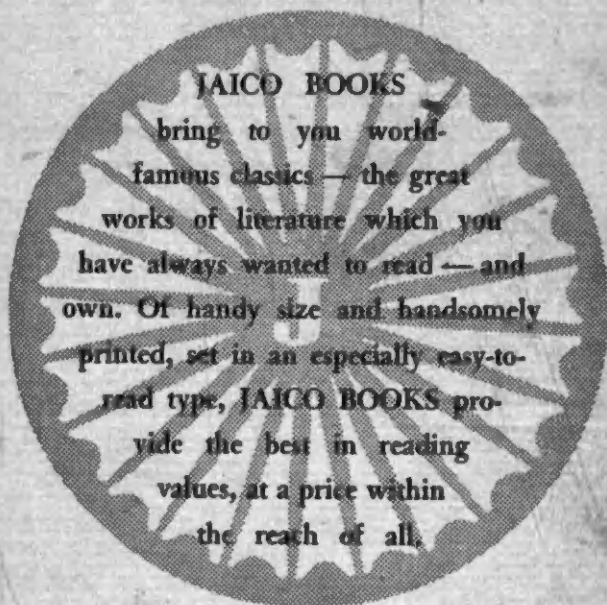 JAICO BOOKS
bring to you world-
famous classics — the great
works of literature which you
have always wanted to read — and
own. Of handy size and handsomely
printed, set in an especially easy-to-
read type, JAICO BOOKS pro-
vide the best in reading
values, at a price within
the reach of all.
J